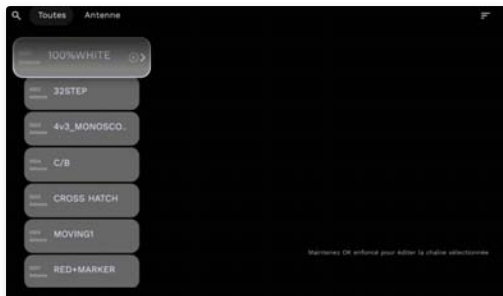 Toutes Antenne
100%WHITE
32STEP
4v3_MONOSCO..
C/B
CROSS HATCH
MOVING1
Maintenez OK enfoncé pour éditer la chaîne sélectionnée
RED+MARKER